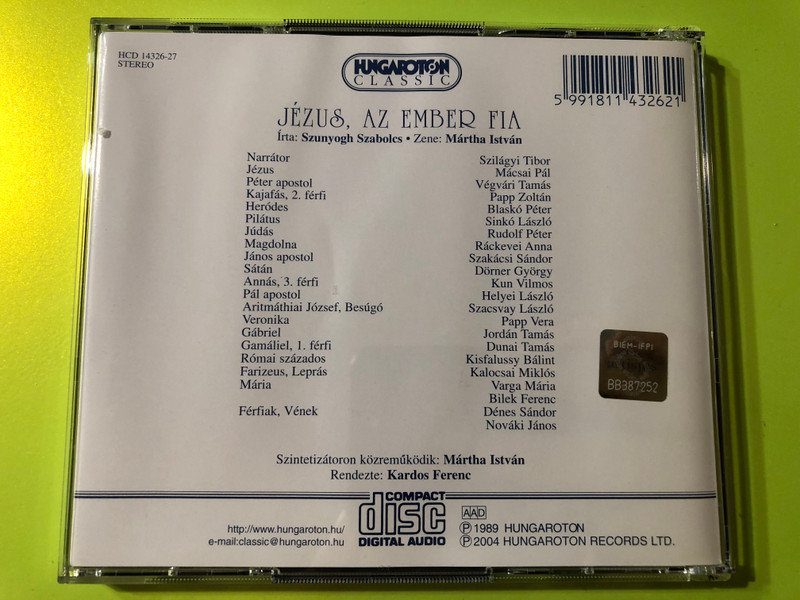 HCD 14326-27
STEREO
HUNGAROTON
CLASSIC
5 991811 432621
JÉZUS, AZ EMBER FIA
Írta: Szunyogh Szabolcs • Zene: Mártha István
Narrátor Szilágyi Tibor
Jézus Mácsai Pál
Péter apostol Végvári Tamás
Kajafás, 2. férfi Papp Zoltán
Heródes Blaskó Péter
Pilátus Sinkó László
Júdás Rudolf Péter
Magdolna Ráckevei Anna
János apostol Szakácsi Sándor
Sátán Dörner György
Annás, 3. férfi Kun Vilmos
Pál apostol Helyei László
Aritmáthiai József, Besúgó Szacsvay László
Veronika Papp Vera
Gábriel Jordán Tamás
Gamáliel, 1. férfi Dunai Tamás
Római százados Kisfalussy Bálint
Farizeus, Leprás Kalocsai Miklós
Mária Varga Mária
Bilek Ferenc
Férfiak, Vének Dénes Sándor
Nováki János
BIEM-IFPI
BB387252
Szintetizátoron közreműködik: Mártha István
Rendezte: Kardos Ferenc
http://www.hungaroton.hu/
e-mail:classic@hungaroton.hu
COMPACT
disc
DIGITAL AUDIO
AAD
℗ 1989 HUNGAROTON
℗ 2004 HUNGAROTON RECORDS LTD.